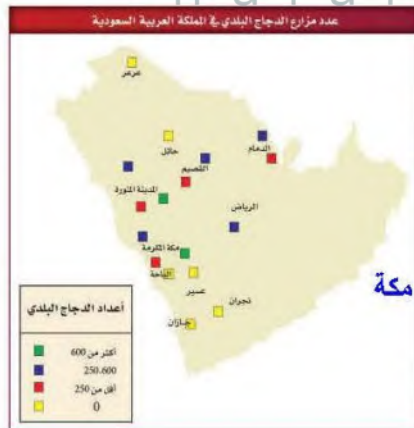 عدد مزارع الدجاج البلدي في المملكة العربية السعودية
عرعر
حائل
الدمام
القصيم
المدينة المنورة
الرياض
مكة المكرمة
الباحة
عسير
نجران
جازان
مكة
أعداد الدجاج البلدي
أكثر من 600
250.600
أقل من 250
0